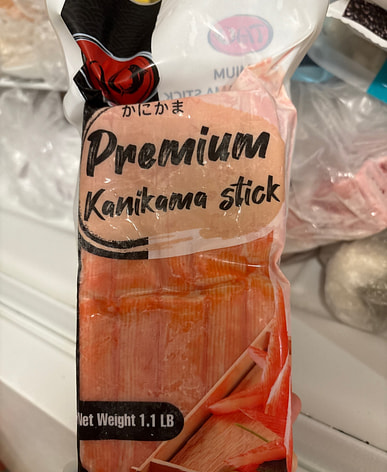 かにかま
Premium
Kanikama stick
Net Weight 1.1 LB